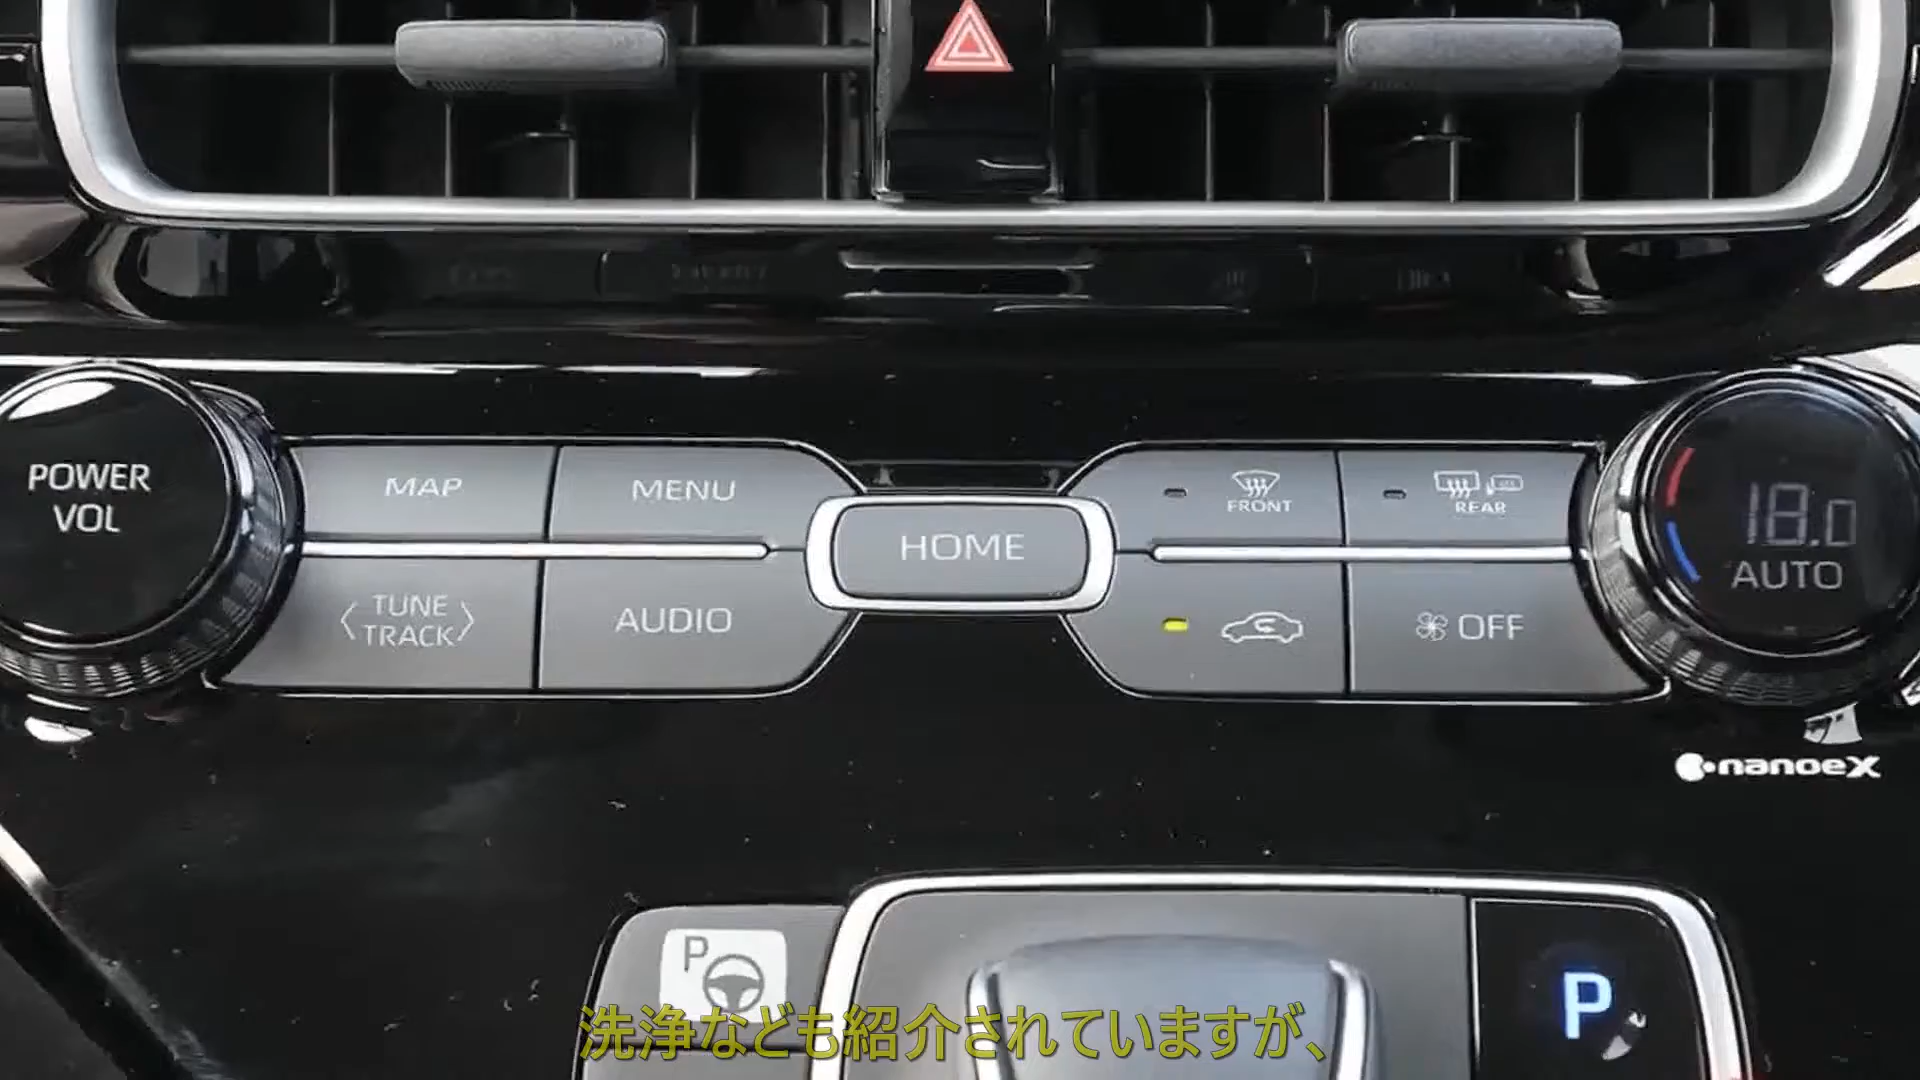 POWER
VOL
MAP
MENU
HOME
FRONT
REAR
18.0
AUTO
TUNE
TRACK
AUDIO
OFF
nanoeX
P
P
洗浄なども紹介されていますが、